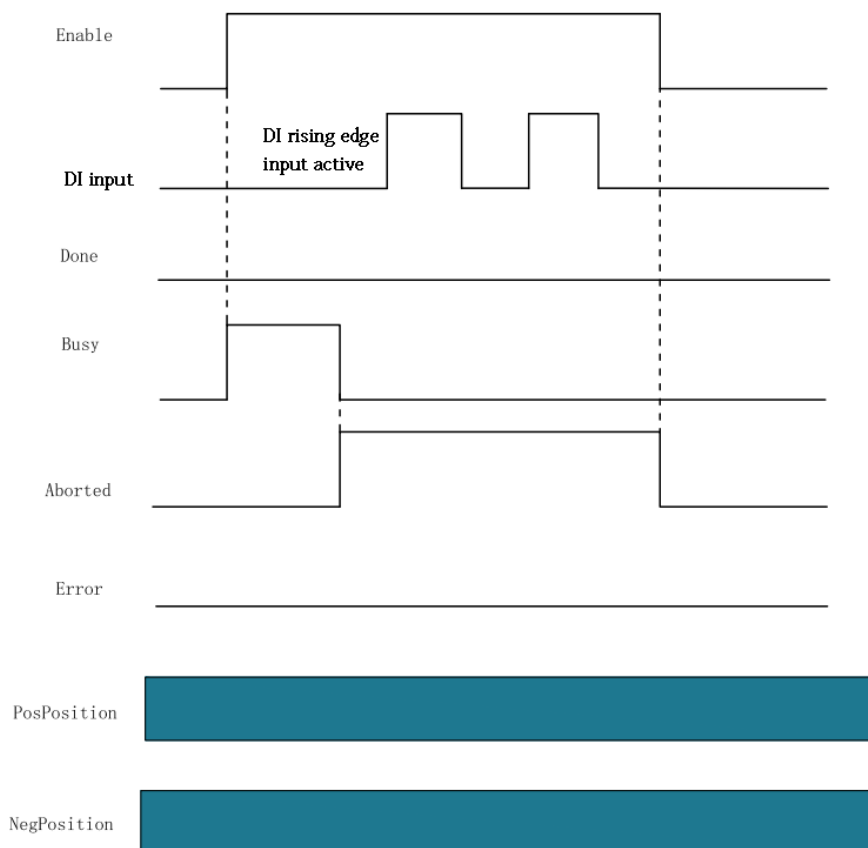 Enable
DI rising edge
input active
DI input
Done
Busy
Aborted
Error
PosPosition
NegPosition